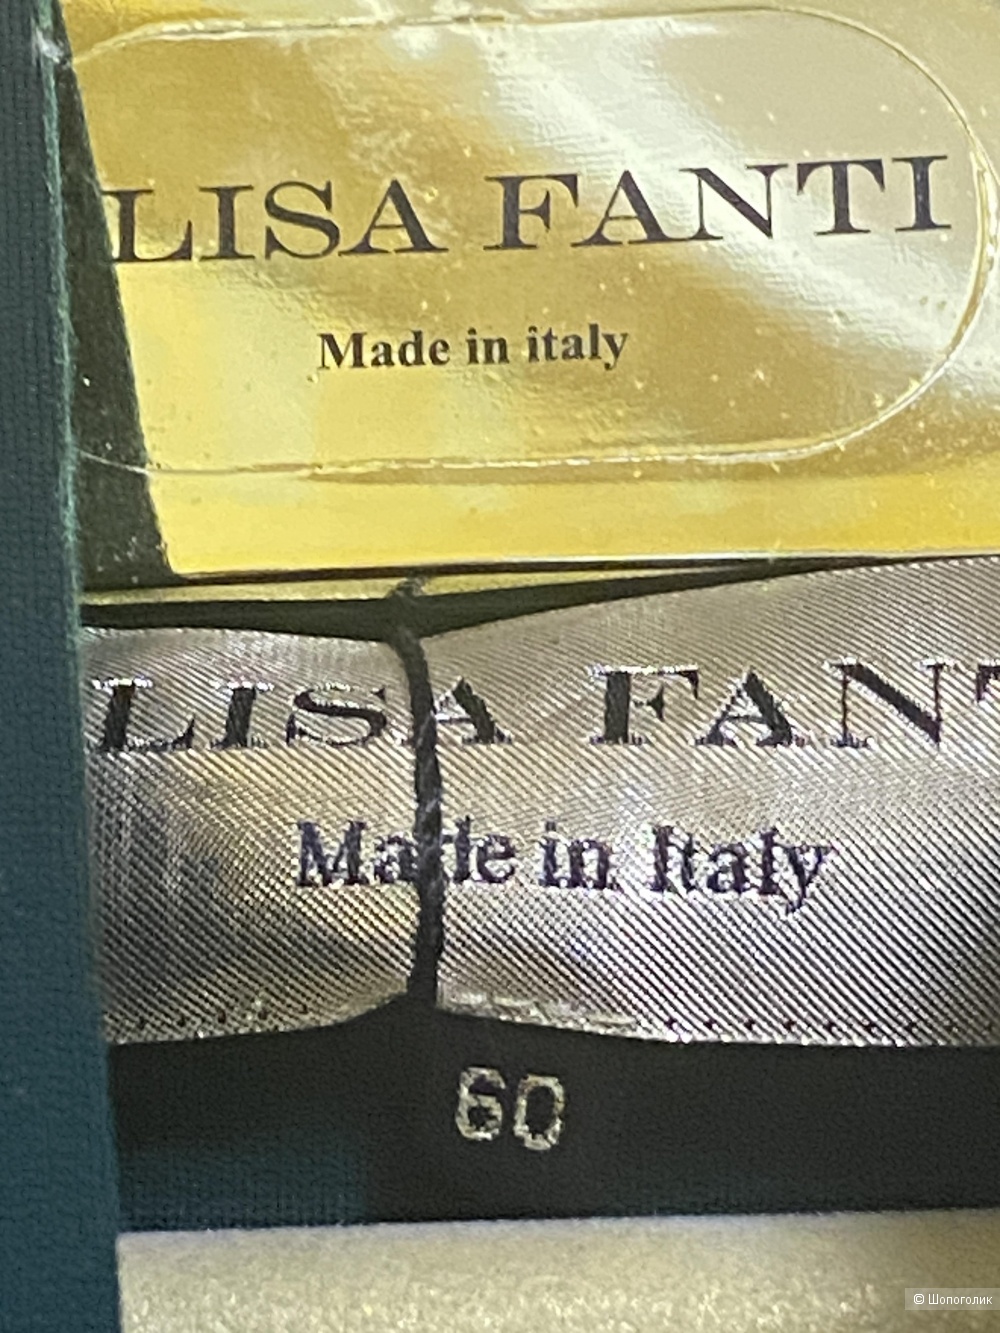 LISA FANTI
Made in italy
LISA FANT
Made in Italy
60
© Шопоголик